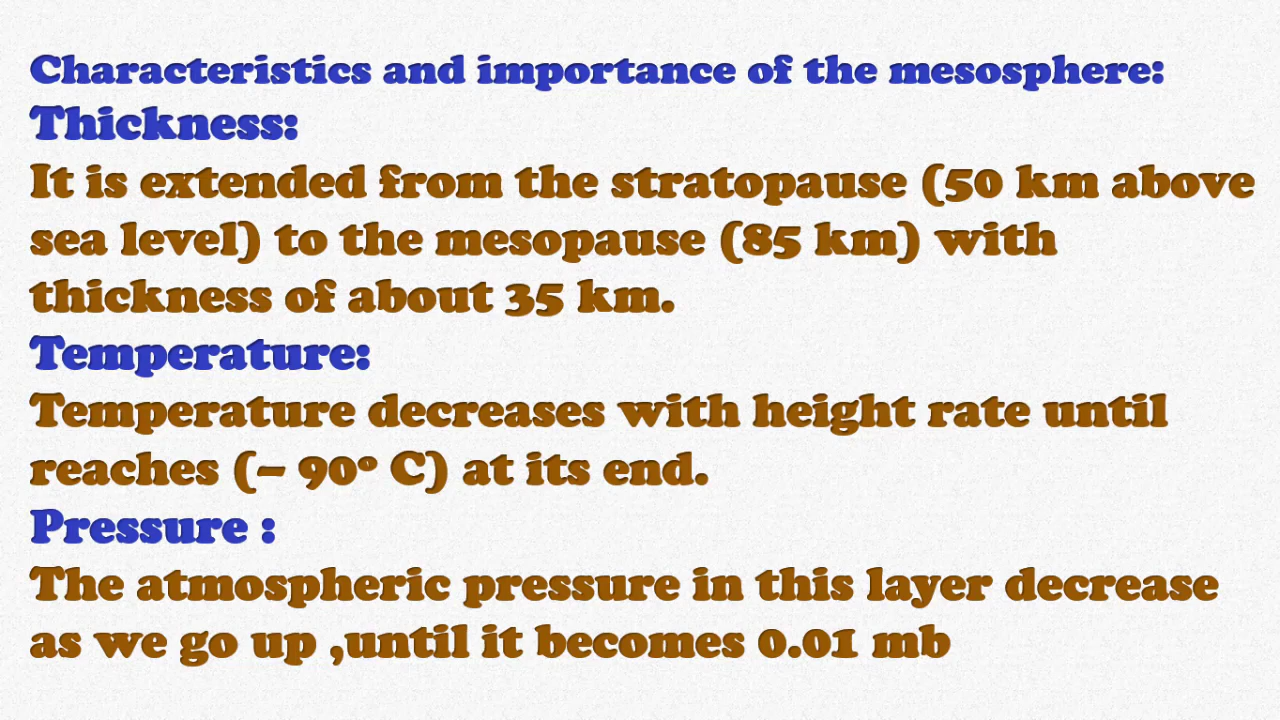 Characteristics and importance of the mesosphere:
Thickness:
It is extended from the stratopause (50 km above
sea level) to the mesopause (85 km) with
thickness of about 35 km.
Temperature:
Temperature decreases with height rate until
reaches (– 90º C) at its end.
Pressure :
The atmospheric pressure in this layer decrease
as we go up ,until it becomes 0.01 mb